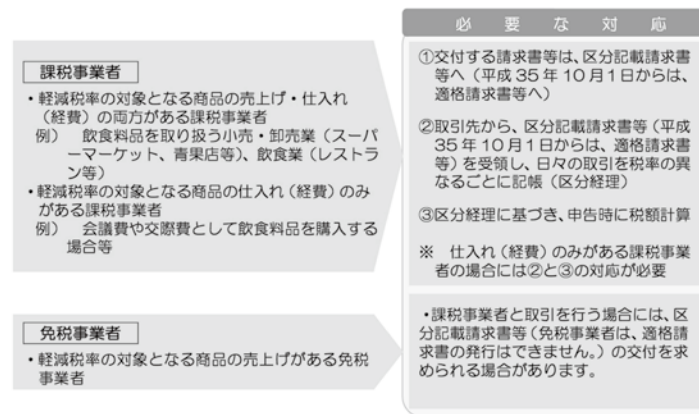 必要な対応
課税事業者
・軽減税率の対象となる商品の売上げ・仕入れ
（経費）の両方がある課税事業者
例）　飲食料品を取り扱う小売・卸売業（スーパ
ーマーケット、青果店等）、飲食業（レストラ
ン等）
・軽減税率の対象となる商品の仕入れ（経費）のみ
がある課税事業者
例）　会議費や交際費として飲食料品を購入する
場合等
①交付する請求書等は、区分記載請求書
等へ（平成 35 年 10 月１日からは、
適格請求書等へ）
②取引先から、区分記載請求書等（平成
35 年 10 月１日からは、適格請求書
等）を受領し、日々の取引を税率の異
なるごとに記帳（区分経理）
③区分経理に基づき、申告時に税額計算
※　仕入れ（経費）のみがある課税事業
者の場合には②と③の対応が必要
免税事業者
・軽減税率の対象となる商品の売上げがある免税
事業者
・課税事業者と取引を行う場合には、区
分記載請求書等（免税事業者は、適格請
求書の発行はできません。）の交付を求
められる場合があります。